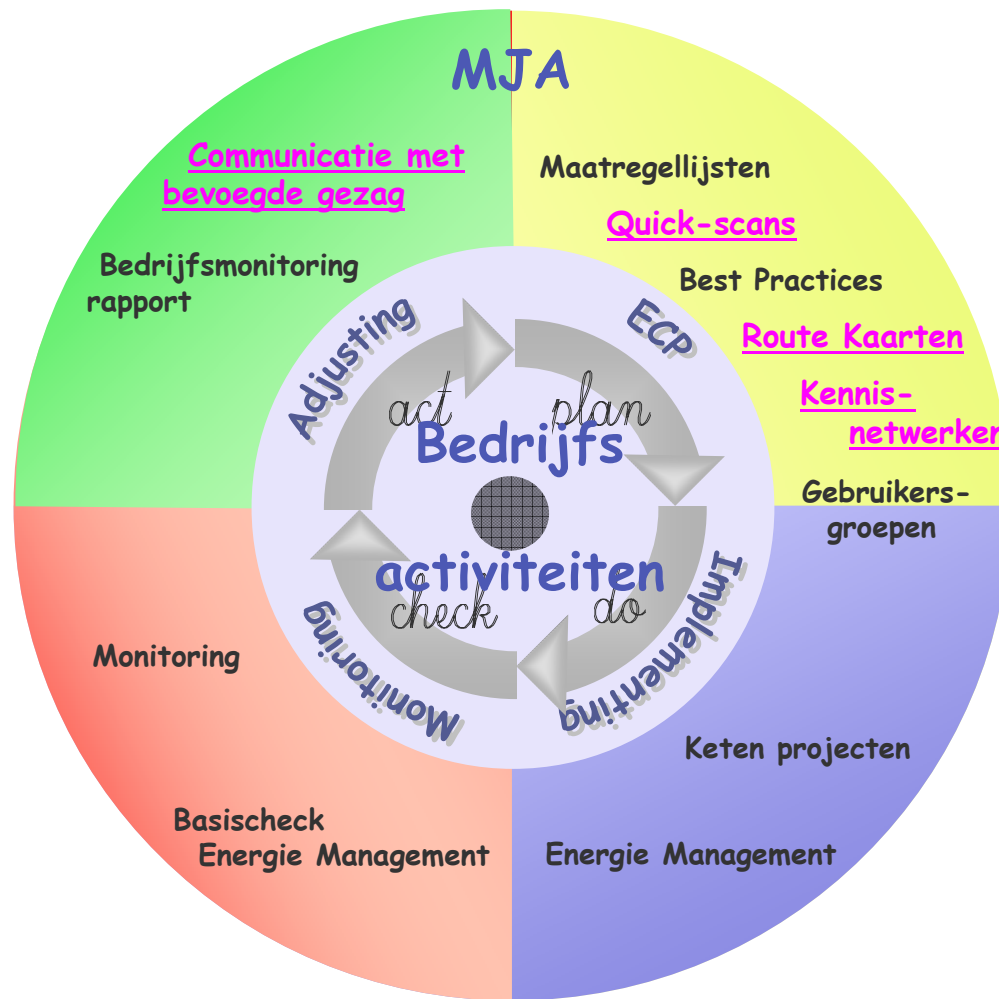 MJA
Communicatie met
bevoegde gezag
Bedrijfsmonitoring
rapport
Maatregellijsten
Quick-scans
Best Practices
Route Kaarten
Kennis-
netwerken
Gebruikers-
groepen
Adjusting
ECP
act
plan
Bedrijfs
activiteiten
check
do
Monitoring
Implementing
Monitoring
Keten projecten
Basischeck
Energie Management
Energie Management